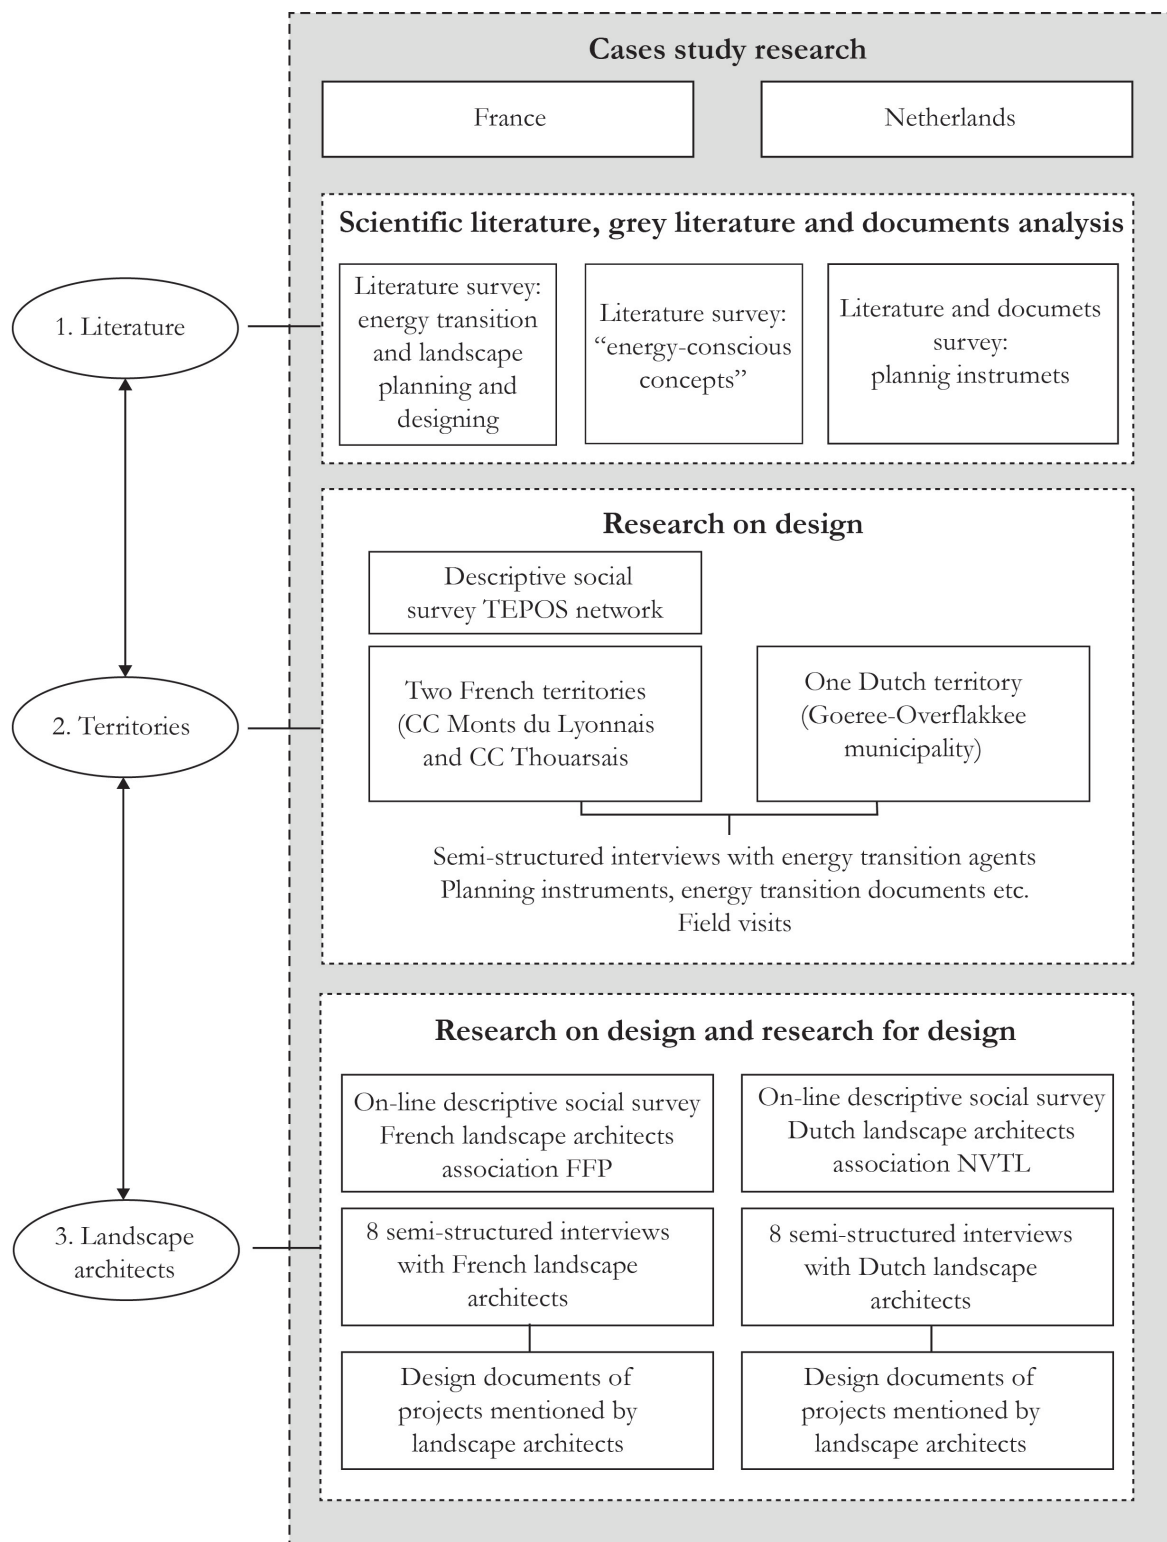 Cases study research
France
Netherlands
Scientific literature, grey literature and documents analysis
1. Literature
Literature survey:
energy transition
and landscape
planning and
designing
Literature survey:
“energy-conscious
concepts”
Literature and documets
survey:
plannig instrumets
Research on design
2. Territories
Descriptive social
survey TEPOS network
Two French territories
(CC Monts du Lyonnais
and CC Thouarsais
One Dutch territory
(Goeree-Overflakkee
municipality)
Semi-structured interviews with energy transition agents
Planning instruments, energy transition documents etc.
Field visits
Research on design and research for design
3. Landscape
architects
On-line descriptive social survey
French landscape architects
association FFP
On-line descriptive social survey
Dutch landscape architects
association NVTL
8 semi-structured interviews
with French landscape
architects
8 semi-structured interviews
with Dutch landscape
architects
Design documents of
projects mentioned by
landscape architects
Design documents of
projects mentioned by
landscape architects